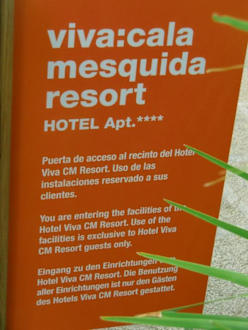 viva:cala
mesquida
resort
HOTEL Apt.****
Puerta de acceso al recinto del Hotel
Viva CM Resort. Uso de las
instalaciones reservado a sus
clientes.
You are entering the facilities of the
Hotel Viva CM Resort. Use of the
facilities is exclusive to Hotel Viva
CM Resort guests only.
Eingang zu den Einrichtungen
Hotel Viva CM Resort. Die Benutzung
aller Einrichtungen ist nur den Gästen
des Hotels Viva CM Resort gestattet.